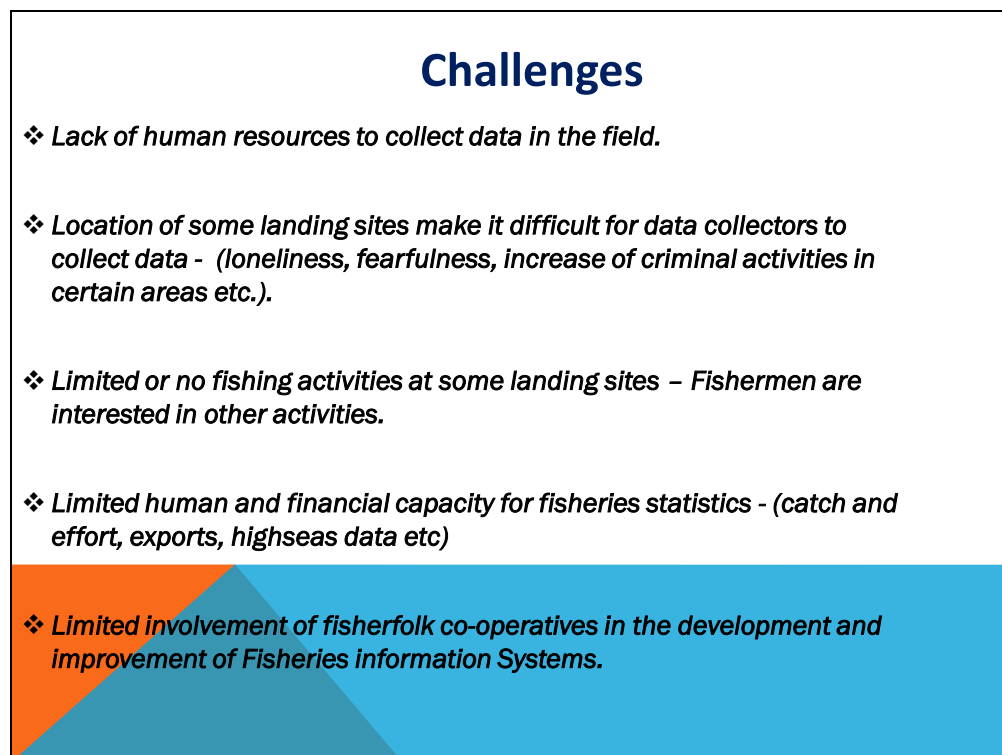 Challenges
❖ Lack of human resources to collect data in the field.
❖ Location of some landing sites make it difficult for data collectors to
collect data -  (loneliness, fearfulness, increase of criminal activities in
certain areas etc.).
❖ Limited or no fishing activities at some landing sites – Fishermen are
interested in other activities.
❖ Limited human and financial capacity for fisheries statistics - (catch and
effort, exports, highseas data etc)
❖ Limited involvement of fisherfolk co-operatives in the development and
improvement of Fisheries information Systems.